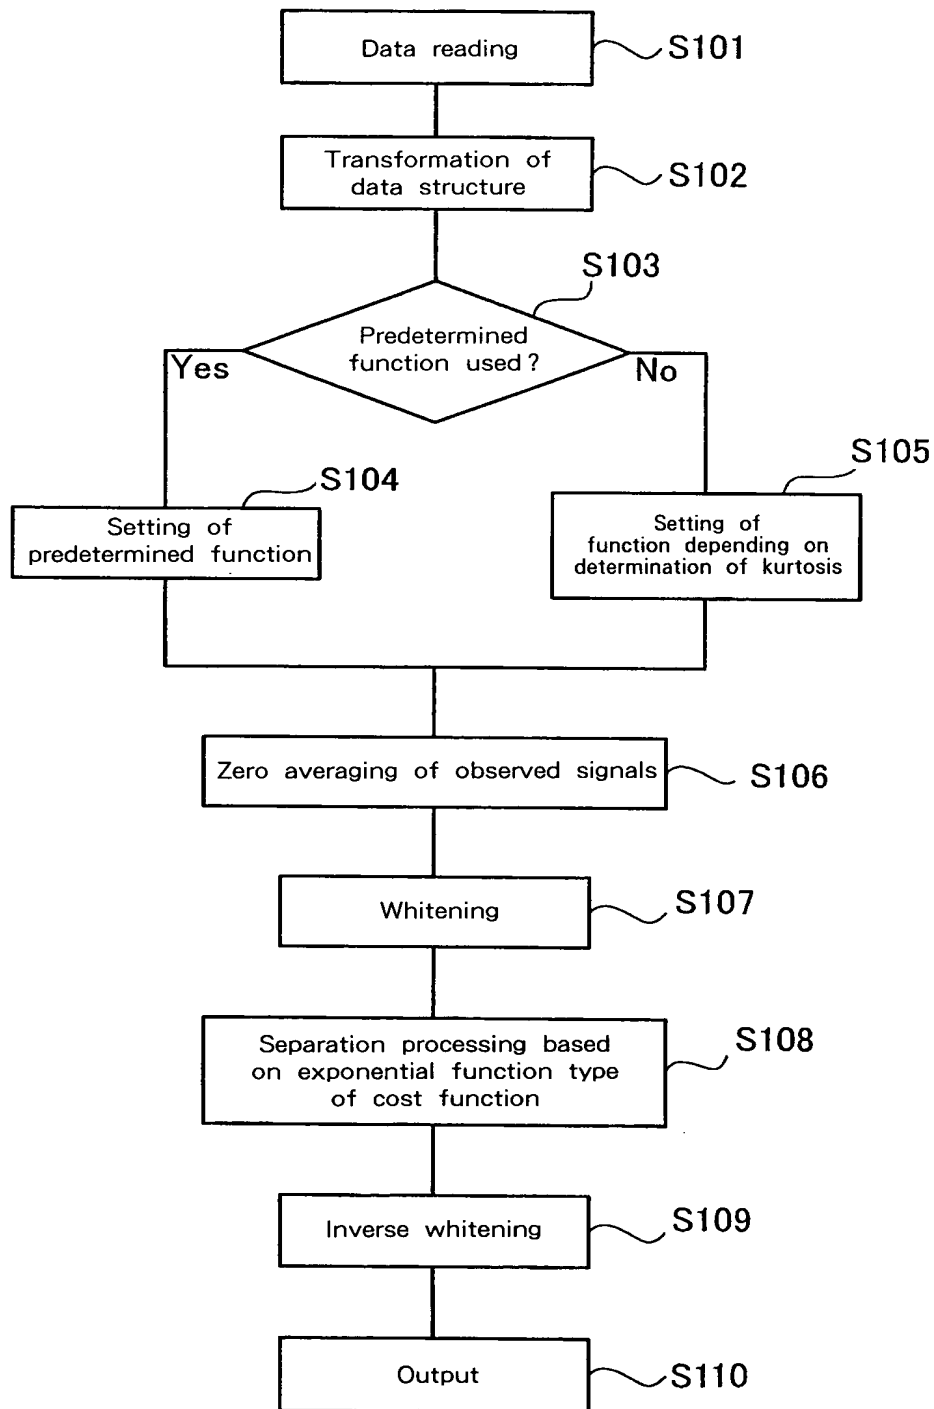 Data reading
S101
Transformation of
data structure
S102
S103
Predetermined
function used ?
Yes
No
S104
Setting of
predetermined function
S105
Setting of
function depending on
determination of kurtosis
Zero averaging of observed signals
S106
Whitening
S107
Separation processing based
on exponential function type
of cost function
S108
Inverse whitening
S109
Output
S110